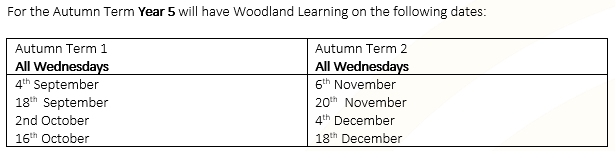 For the Autumn Term Year 5 will have Woodland Learning on the following dates:
Autumn Term 1
All Wednesdays
4th September
18th September
2nd October
16th October
Autumn Term 2
All Wednesdays
6th November
20th November
4th December
18th December